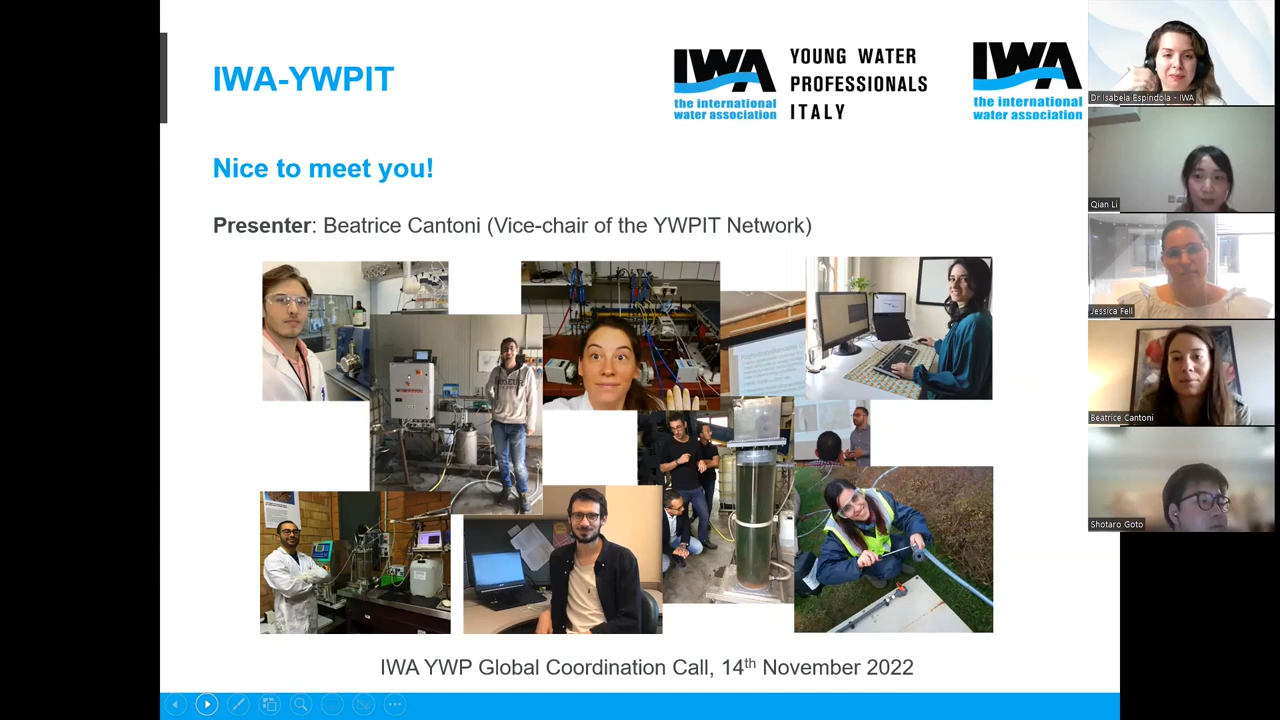 IWA-YWPIT
IWA
the international
water association
YOUNG WATER
PROFESSIONALS
ITALY
IWA
the international
water association
Nice to meet you!
Presenter: Beatrice Cantoni (Vice-chair of the YWPIT Network)
IWA YWP Global Coordination Call, 14th November 2022
Dr Isabela Espindola - IWA
Qian Li
Jessica Fell
Beatrice Cantoni
Shotaro Goto